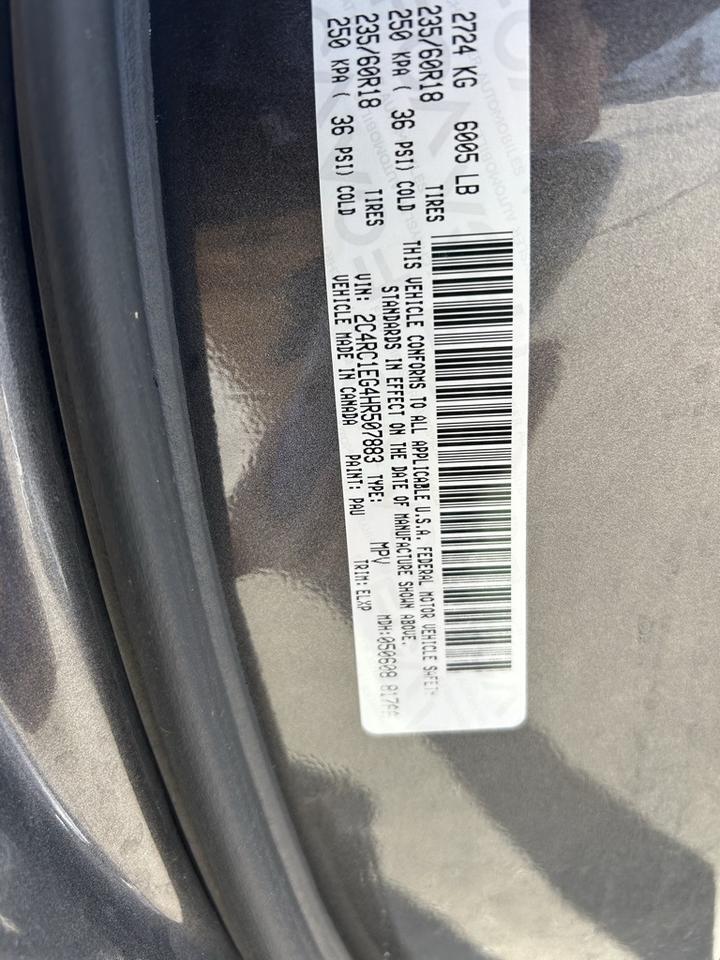 2724 KG 6005 LB
235/60R18 TIRES
250 KPA ( 36 PSI) COLD
235/60R18 TIRES
250 KPA ( 36 PSI) COLD
THIS VEHICLE CONFORMS TO ALL APPLICABLE U.S.A. FEDERAL MOTOR VEHICLE SAFETY
STANDARDS IN EFFECT ON THE DATE OF MANUFACTURE SHOWN ABOVE.
VIN: 2C4RC1EG4HR507883 TYPE: MPV MDH:050608
VEHICLE MADE IN CANADA PAINT: PAU TRIM: ELXP